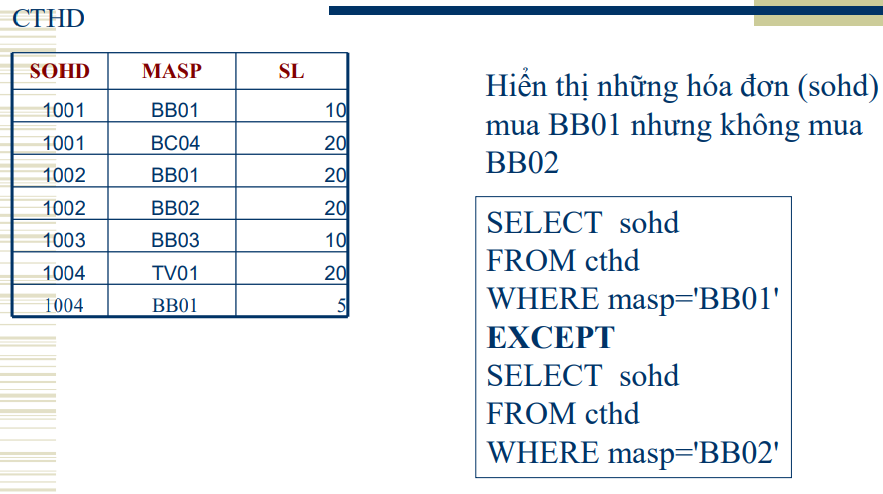 CTHD
SOHD MASP SL
1001 BB01 10
1001 BC04 20
1002 BB01 20
1002 BB02 20
1003 BB03 10
1004 TV01 20
1004 BB01 5
Hiển thị những hóa đơn (sohd)
mua BB01 nhưng không mua
BB02
SELECT sohd
FROM cthd
WHERE masp='BB01'
EXCEPT
SELECT sohd
FROM cthd
WHERE masp='BB02'